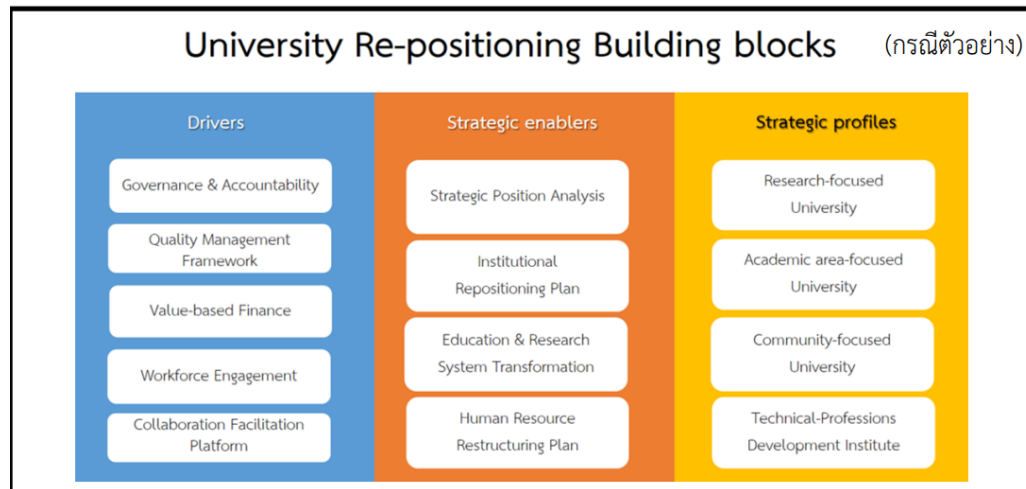 University Re-positioning Building blocks (กรณีตัวอย่าง)
Drivers
Governance & Accountability
Quality Management
Framework
Value-based Finance
Workforce Engagement
Collaboration Facilitation
Platform
Strategic enablers
Strategic Position Analysis
Institutional
Repositioning Plan
Education & Research
System Transformation
Human Resource
Restructuring Plan
Strategic profiles
Research-focused
University
Academic area-focused
University
Community-focused
University
Technical-Professions
Development Institute